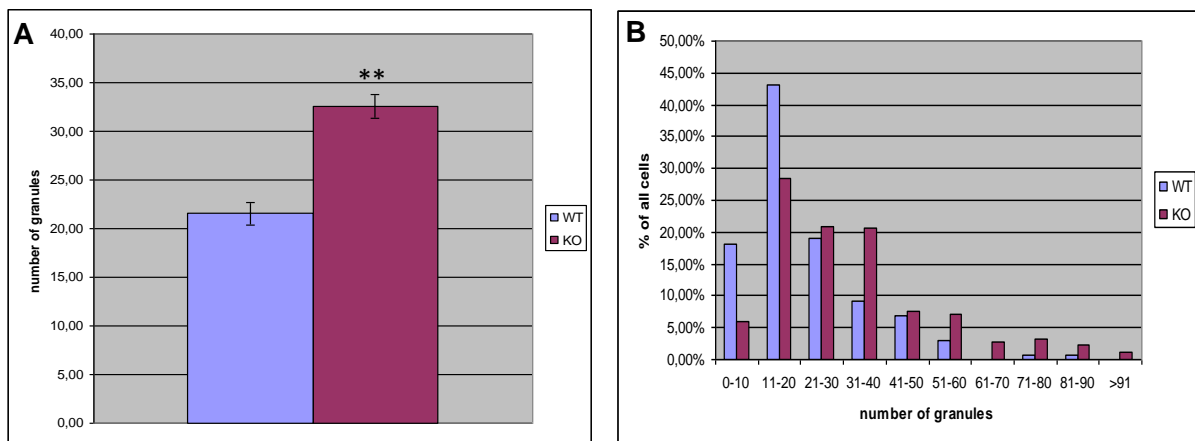 A
40,00
35,00
30,00
25,00
20,00
15,00
10,00
5,00
0,00
number of granules
**
WT
KO
B
50,00%
45,00%
40,00%
35,00%
30,00%
25,00%
20,00%
15,00%
10,00%
5,00%
0,00%
% of all cells
0-10 11-20 21-30 31-40 41-50 51-60 61-70 71-80 81-90 >91
number of granules
WT
KO